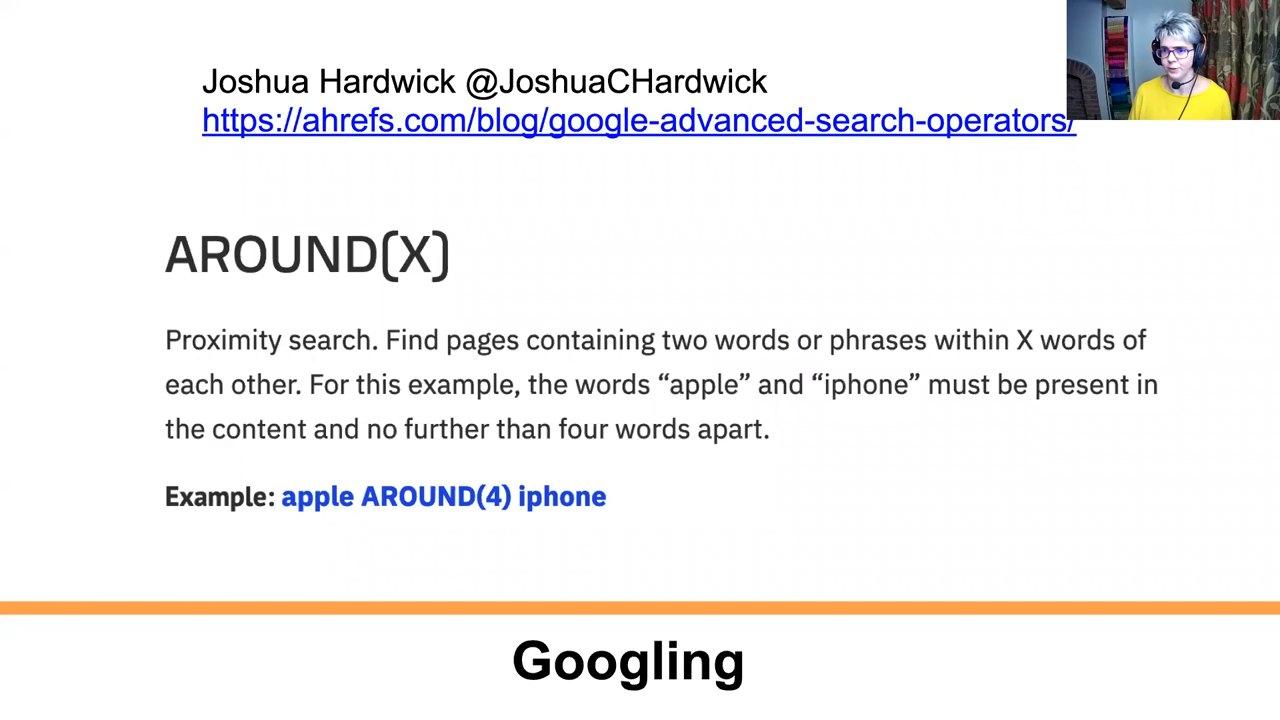 Joshua Hardwick @JoshuaCHardwick
https://ahrefs.com/blog/google-advanced-search-operators/
AROUND(X)
Proximity search. Find pages containing two words or phrases within X words of
each other. For this example, the words “apple” and “iphone” must be present in
the content and no further than four words apart.
Example: apple AROUND(4) iphone
Googling